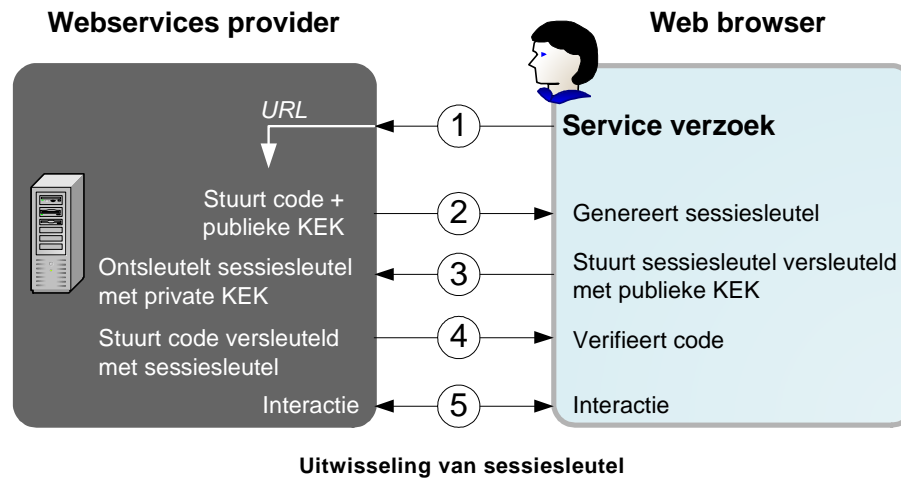 Webservices provider
Web browser
URL
1
Service verzoek
Stuurt code +
publieke KEK
2
Genereert sessiesleutel
Ontsleutelt sessiesleutel
met private KEK
3
Stuurt sessiesleutel versleuteld
met publieke KEK
Stuurt code versleuteld
met sessiesleutel
4
Verifieert code
Interactie
5
Interactie
Uitwisseling van sessiesleutel